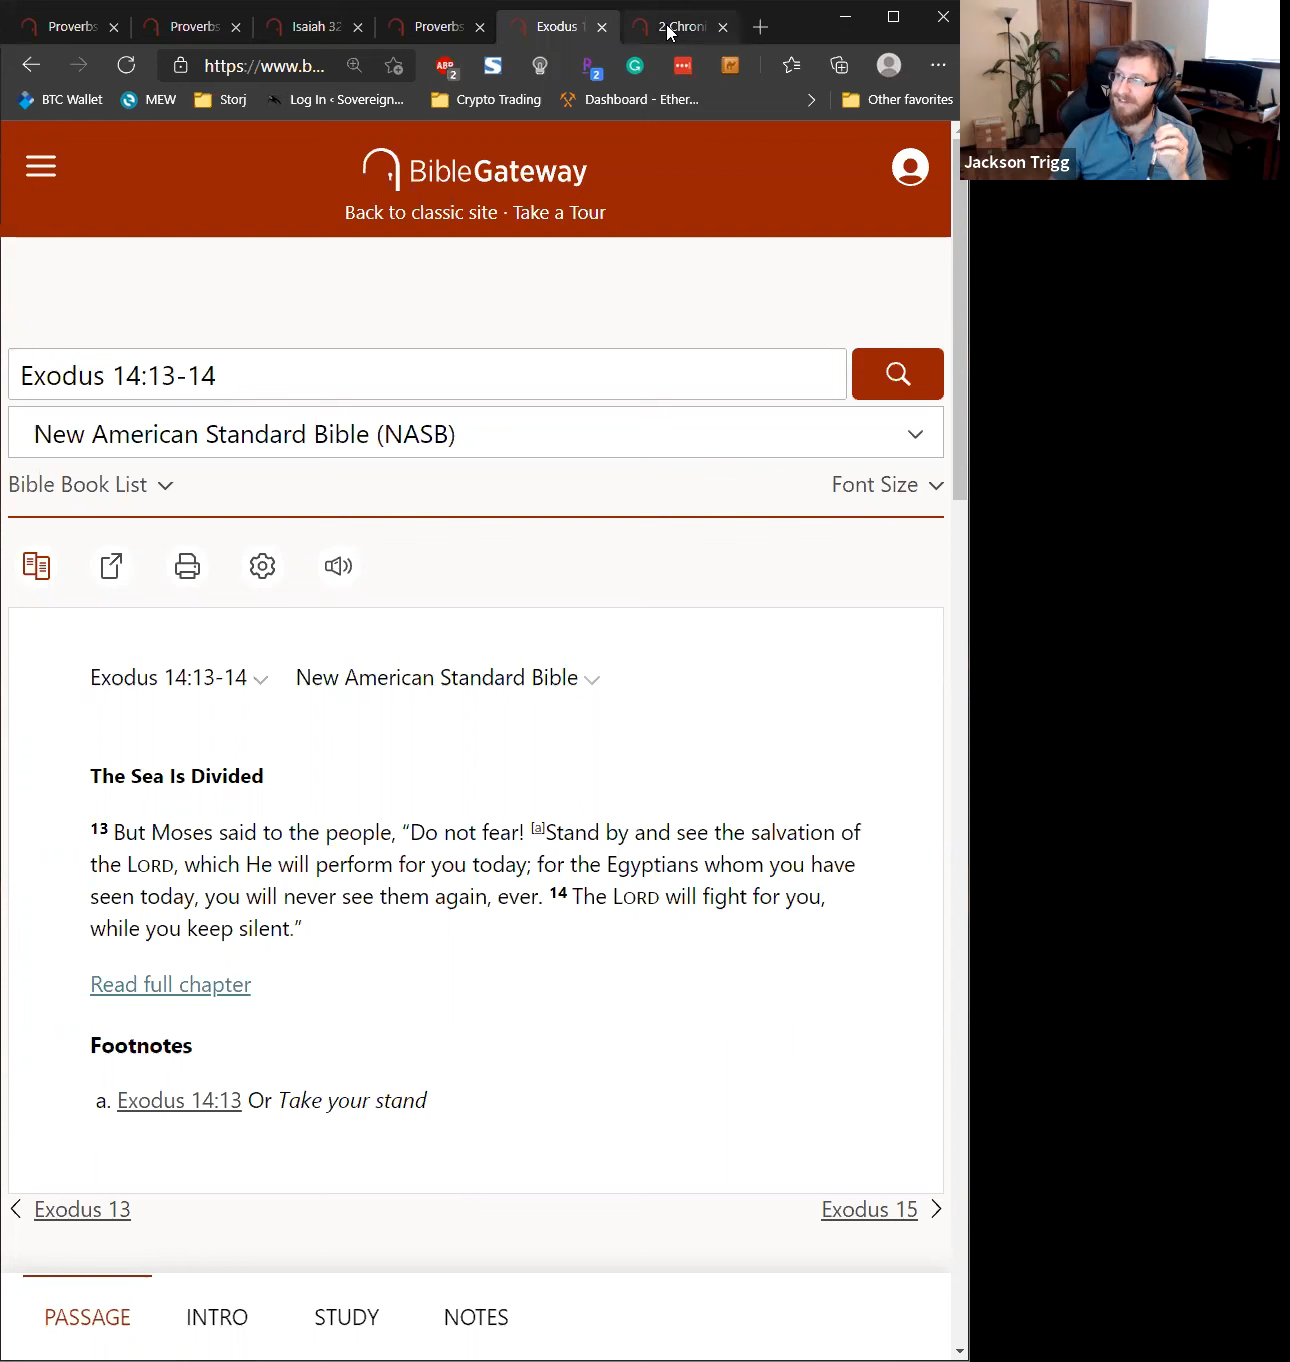 Proverbs Proverbs Isaiah 32 Proverbs Exodus 1 2 Chroni
https://www.b... ABP 2 S 2 G
BTC Wallet MEW Storj Log In ‹ Sovereign... Crypto Trading Dashboard - Ether... Other favorites
BibleGateway
Back to classic site · Take a Tour
Jackson Trigg
Exodus 14:13-14
New American Standard Bible (NASB)
Bible Book List Font Size
Exodus 14:13-14 New American Standard Bible
The Sea Is Divided
13 But Moses said to the people, “Do not fear! [a]Stand by and see the salvation of
the LORD, which He will perform for you today; for the Egyptians whom you have
seen today, you will never see them again, ever. 14 The LORD will fight for you,
while you keep silent.”
Read full chapter
Footnotes
a. Exodus 14:13 Or Take your stand
Exodus 13 Exodus 15
PASSAGE INTRO STUDY NOTES